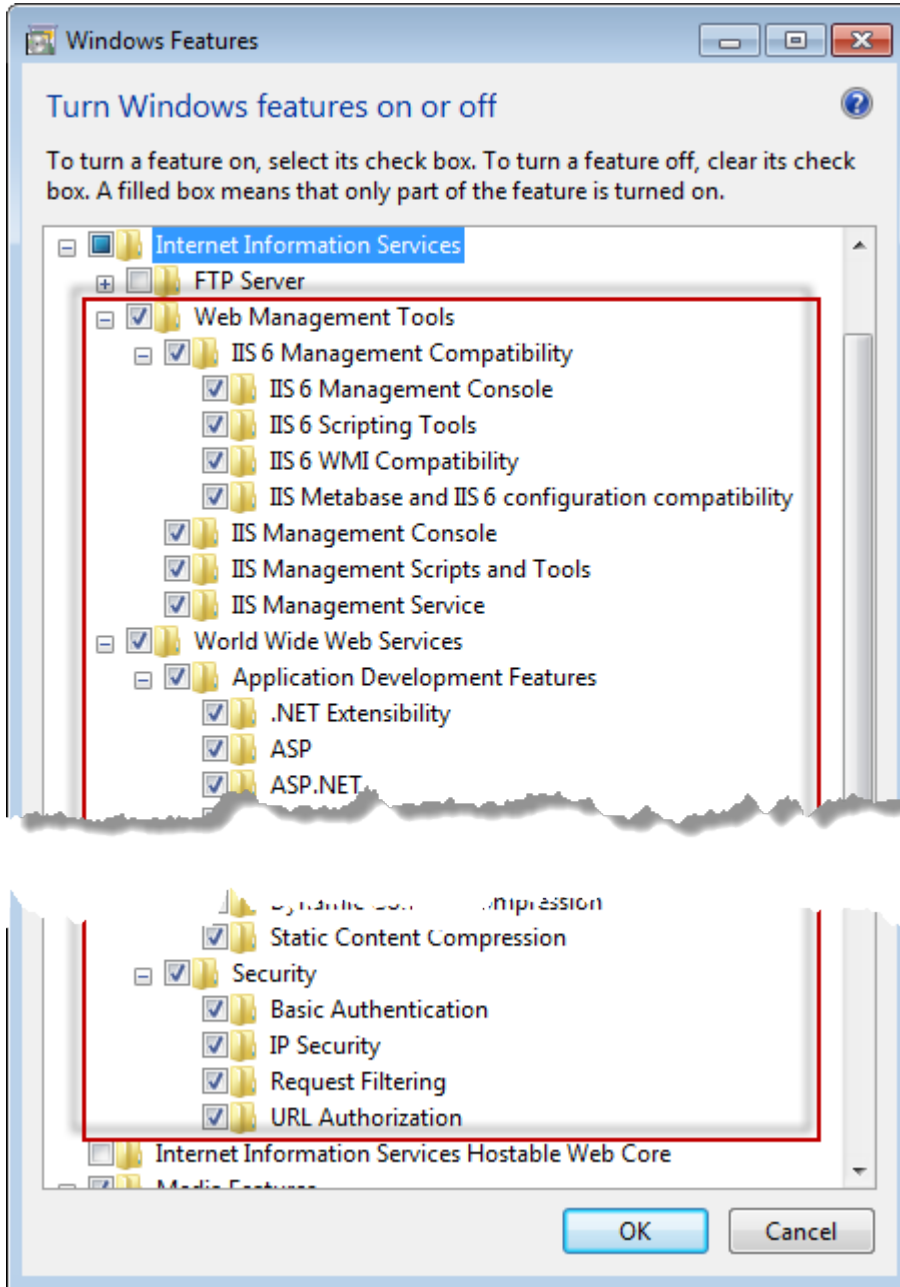 Windows Features
Turn Windows features on or off
To turn a feature on, select its check box. To turn a feature off, clear its check
box. A filled box means that only part of the feature is turned on.
Internet Information Services
FTP Server
Web Management Tools
IIS 6 Management Compatibility
IIS 6 Management Console
IIS 6 Scripting Tools
IIS 6 WMI Compatibility
IIS Metabase and IIS 6 configuration compatibility
IIS Management Console
IIS Management Scripts and Tools
IIS Management Service
World Wide Web Services
Application Development Features
.NET Extensibility
ASP
ASP.NET
Static Content Compression
Security
Basic Authentication
IP Security
Request Filtering
URL Authorization
Internet Information Services Hostable Web Core
Media Features
OK
Cancel